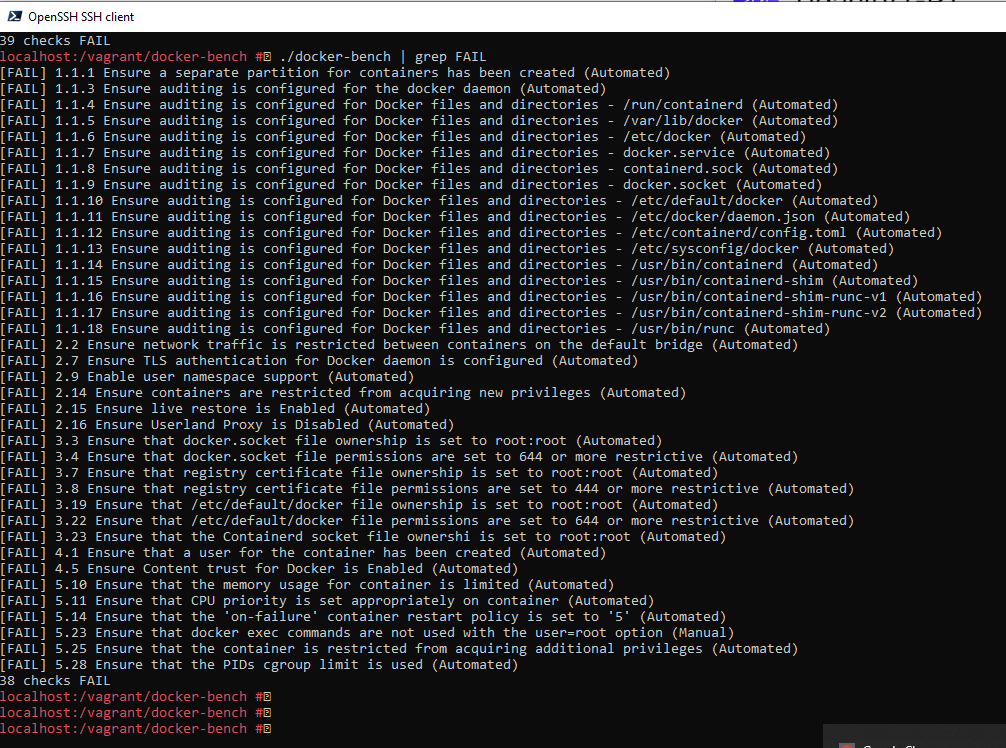 OpenSSH SSH client
39 checks FAIL
localhost:/vagrant/docker-bench # ./docker-bench | grep FAIL
[FAIL] 1.1.1 Ensure a separate partition for containers has been created (Automated)
[FAIL] 1.1.3 Ensure auditing is configured for the docker daemon (Automated)
[FAIL] 1.1.4 Ensure auditing is configured for Docker files and directories - /run/containerd (Automated)
[FAIL] 1.1.5 Ensure auditing is configured for Docker files and directories - /var/lib/docker (Automated)
[FAIL] 1.1.6 Ensure auditing is configured for Docker files and directories - /etc/docker (Automated)
[FAIL] 1.1.7 Ensure auditing is configured for Docker files and directories - docker.service (Automated)
[FAIL] 1.1.8 Ensure auditing is configured for Docker files and directories - containerd.sock (Automated)
[FAIL] 1.1.9 Ensure auditing is configured for Docker files and directories - docker.socket (Automated)
[FAIL] 1.1.10 Ensure auditing is configured for Docker files and directories - /etc/default/docker (Automated)
[FAIL] 1.1.11 Ensure auditing is configured for Docker files and directories - /etc/docker/daemon.json (Automated)
[FAIL] 1.1.12 Ensure auditing is configured for Docker files and directories - /etc/containerd/config.toml (Automated)
[FAIL] 1.1.13 Ensure auditing is configured for Docker files and directories - /etc/sysconfig/docker (Automated)
[FAIL] 1.1.14 Ensure auditing is configured for Docker files and directories - /usr/bin/containerd (Automated)
[FAIL] 1.1.15 Ensure auditing is configured for Docker files and directories - /usr/bin/containerd-shim (Automated)
[FAIL] 1.1.16 Ensure auditing is configured for Docker files and directories - /usr/bin/containerd-shim-runc-v1 (Automated)
[FAIL] 1.1.17 Ensure auditing is configured for Docker files and directories - /usr/bin/containerd-shim-runc-v2 (Automated)
[FAIL] 1.1.18 Ensure auditing is configured for Docker files and directories - /usr/bin/runc (Automated)
[FAIL] 2.2 Ensure network traffic is restricted between containers on the default bridge (Automated)
[FAIL] 2.7 Ensure TLS authentication for Docker daemon is configured (Automated)
[FAIL] 2.9 Enable user namespace support (Automated)
[FAIL] 2.14 Ensure containers are restricted from acquiring new privileges (Automated)
[FAIL] 2.15 Ensure live restore is Enabled (Automated)
[FAIL] 2.16 Ensure Userland Proxy is Disabled (Automated)
[FAIL] 3.3 Ensure that docker.socket file ownership is set to root:root (Automated)
[FAIL] 3.4 Ensure that docker.socket file permissions are set to 644 or more restrictive (Automated)
[FAIL] 3.7 Ensure that registry certificate file ownership is set to root:root (Automated)
[FAIL] 3.8 Ensure that registry certificate file permissions are set to 444 or more restrictive (Automated)
[FAIL] 3.19 Ensure that /etc/default/docker file ownership is set to root:root (Automated)
[FAIL] 3.22 Ensure that /etc/default/docker file permissions are set to 644 or more restrictive (Automated)
[FAIL] 3.23 Ensure that the Containerd socket file ownershi is set to root:root (Automated)
[FAIL] 4.1 Ensure that a user for the container has been created (Automated)
[FAIL] 4.5 Ensure Content trust for Docker is Enabled (Automated)
[FAIL] 5.10 Ensure that the memory usage for container is limited (Automated)
[FAIL] 5.11 Ensure that CPU priority is set appropriately on container (Automated)
[FAIL] 5.14 Ensure that the 'on-failure' container restart policy is set to '5' (Automated)
[FAIL] 5.23 Ensure that docker exec commands are not used with the user=root option (Manual)
[FAIL] 5.25 Ensure that the container is restricted from acquiring additional privileges (Automated)
[FAIL] 5.28 Ensure that the PIDs cgroup limit is used (Automated)
38 checks FAIL
localhost:/vagrant/docker-bench #
localhost:/vagrant/docker-bench #
localhost:/vagrant/docker-bench #